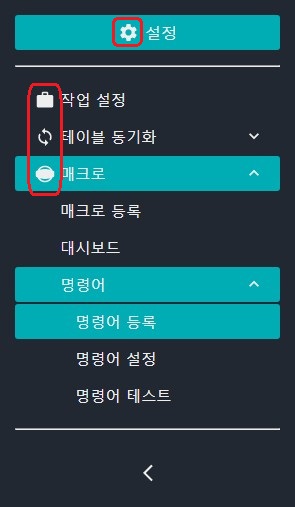 설정
작업 설정
테이블 동기화
매크로
매크로 등록
대시보드
명령어
명령어 등록
명령어 설정
명령어 테스트